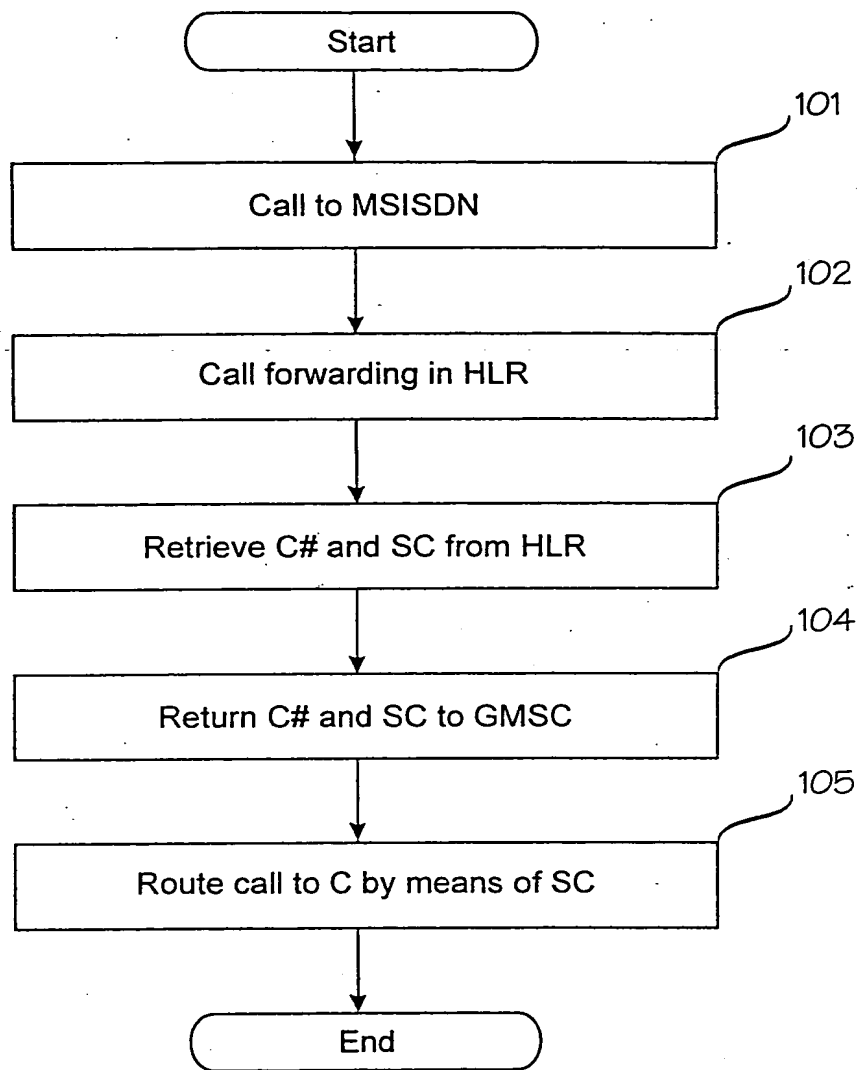 Start
101
Call to MSISDN
102
Call forwarding in HLR
103
Retrieve C# and SC from HLR
104
Return C# and SC to GMSC
105
Route call to C by means of SC
End